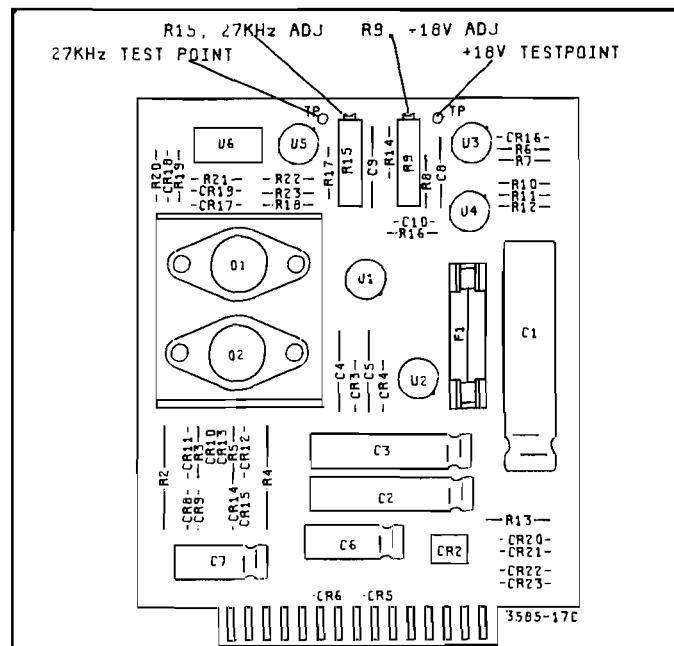 R15, 27KHz ADJ
R9, +18V ADJ
27KHz TEST POINT
+18V TESTPOINT
TP
TP
U6
U5
R15
R9
U3
-CR16-
-R6-
-R7-
-R20-
-CR18-
-R19-
-R21-
-CR19-
-CR17-
-R22-
-R23-
-R18-
-R17-
C9
-R14-
R8
C8
-R10-
-R11-
-R12-
U4
-C10-
-R16-
Q1
U1
F1
C1
Q2
C4
-CR3-
C5
-CR4-
U2
R2
-CR11-
-R3-
CR10
CR13
-R5-
CR12-
R4
-CR8-
-CR9-
CR14-
CR15
C3
C2
C6
C7
CR2
-R13-
-CR20-
-CR21-
-CR22-
-CR23-
-CR6
-CR5-
3585-17C